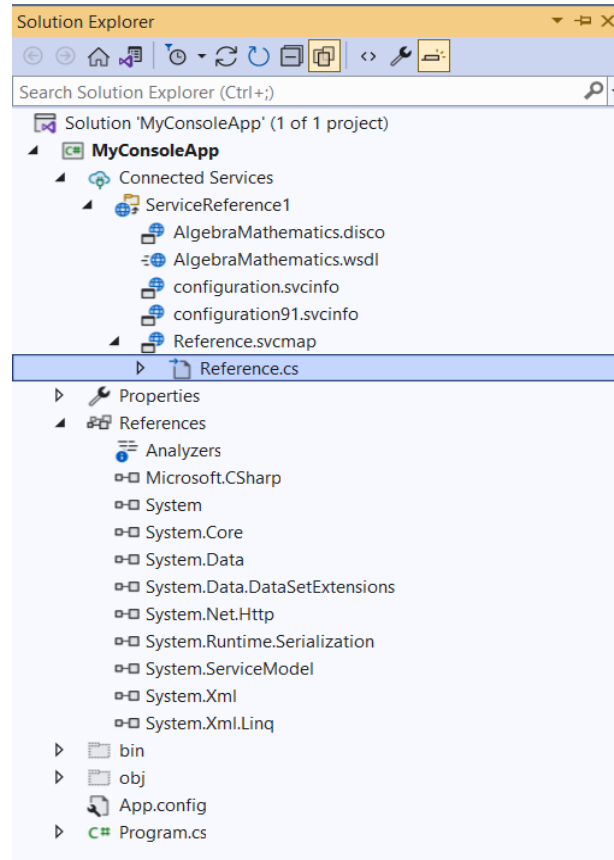 Solution Explorer
Search Solution Explorer (Ctrl+;)
Solution 'MyConsoleApp' (1 of 1 project)
C# MyConsoleApp
Connected Services
ServiceReference1
AlgebraMathematics.disco
AlgebraMathematics.wsdl
configuration.svcinfo
configuration91.svcinfo
Reference.svcmap
Reference.cs
Properties
References
Analyzers
Microsoft.CSharp
System
System.Core
System.Data
System.Data.DataSetExtensions
System.Net.Http
System.Runtime.Serialization
System.ServiceModel
System.Xml
System.Xml.Linq
bin
obj
App.config
C# Program.cs